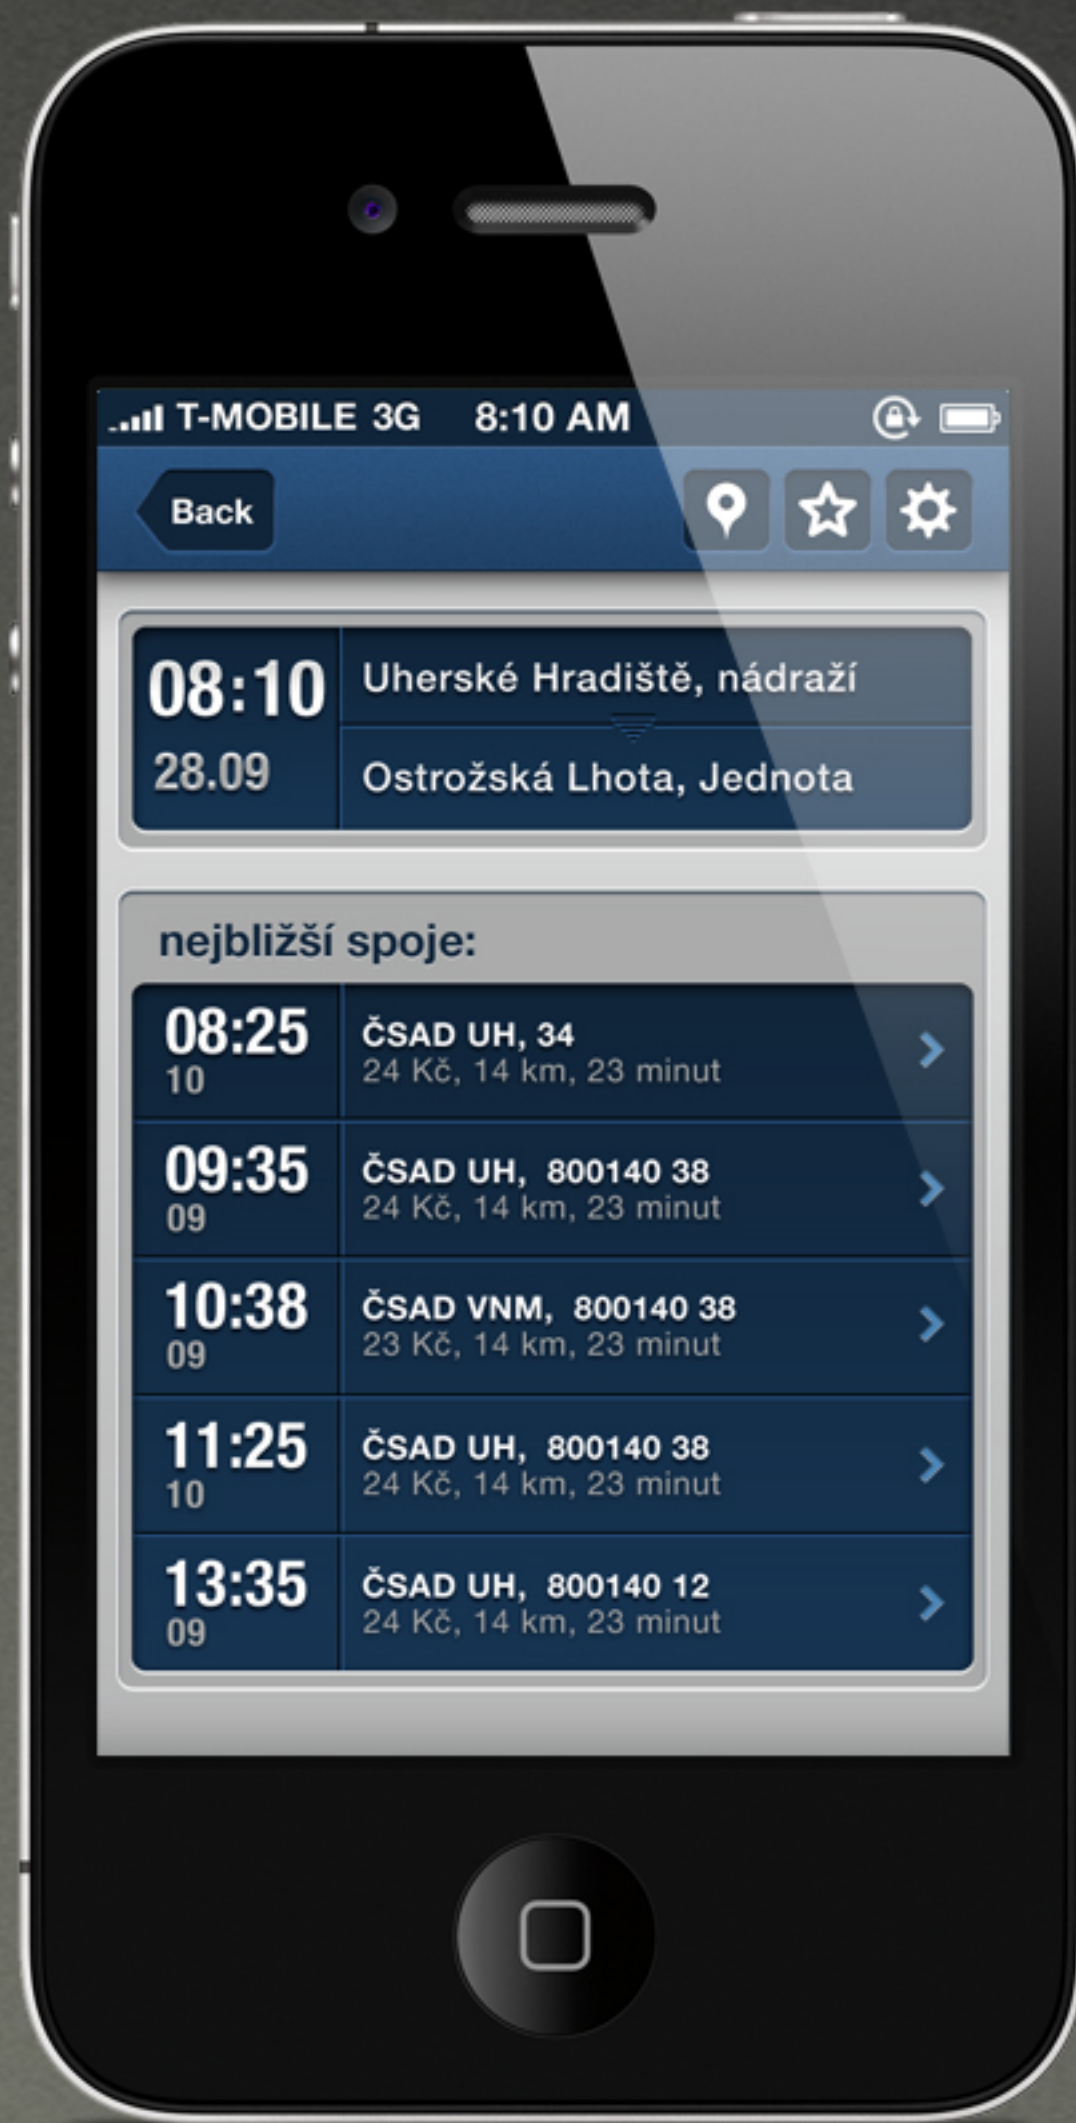 T-MOBILE 3G 8:10 AM
Back
08:10
28.09
Uherské Hradiště, nádraží
Ostrožská Lhota, Jednota
nejbližší spoje:
08:25
10
ČSAD UH, 34
24 Kč, 14 km, 23 minut
09:35
09
ČSAD UH, 800140 38
24 Kč, 14 km, 23 minut
10:38
09
ČSAD VNM, 800140 38
23 Kč, 14 km, 23 minut
11:25
10
ČSAD UH, 800140 38
24 Kč, 14 km, 23 minut
13:35
09
ČSAD UH, 800140 12
24 Kč, 14 km, 23 minut